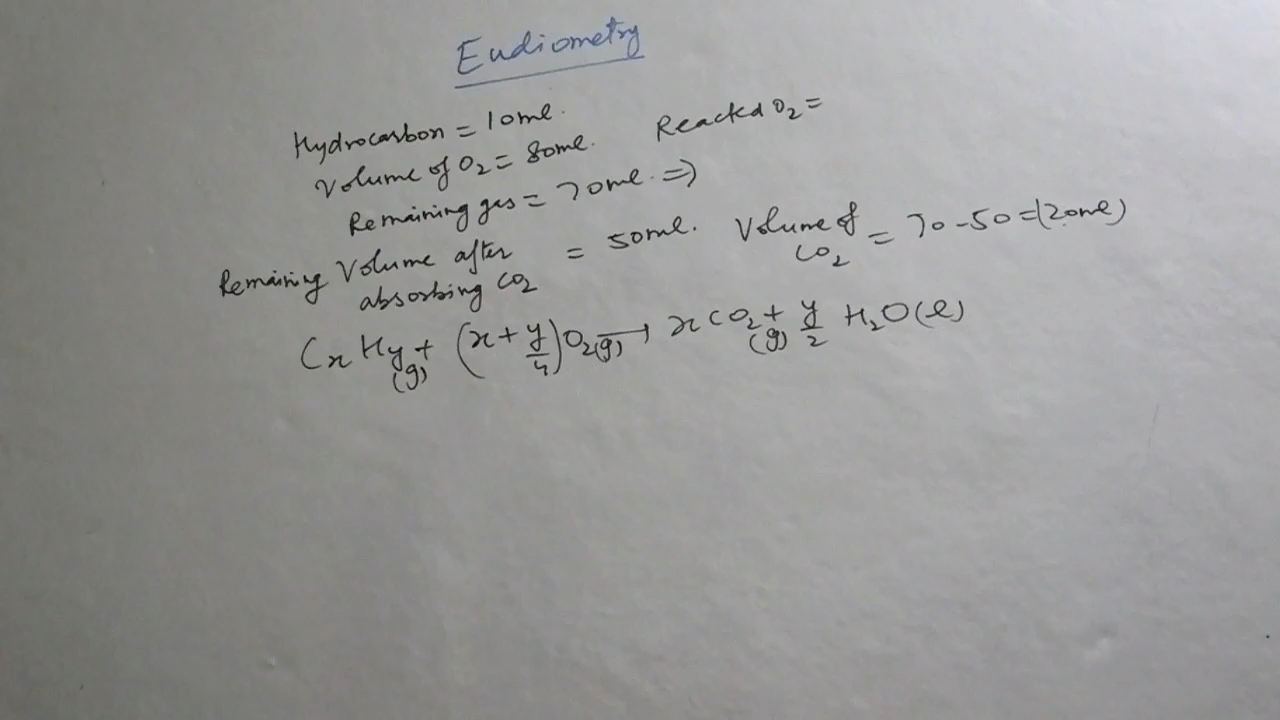 Eudiometry
Hydrocarbon = 10ml.
Volume of O₂ = 80ml. Reacted O₂ =
Remaining gas = 70ml. ⇒
Remaining Volume after absorbing CO₂ = 50ml. Volume of CO₂ = 70-50=(20ml)
CxHy(g) + (x+y/4)O₂(g) → xCO₂(g) + y/2 H₂O(l)